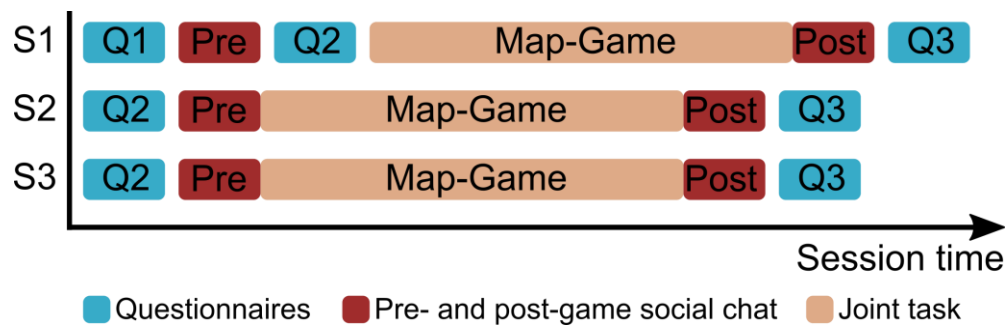 S1 Q1 Pre Q2 Map-Game Post Q3
S2 Q2 Pre Map-Game Post Q3
S3 Q2 Pre Map-Game Post Q3
Session time
Questionnaires Pre- and post-game social chat Joint task